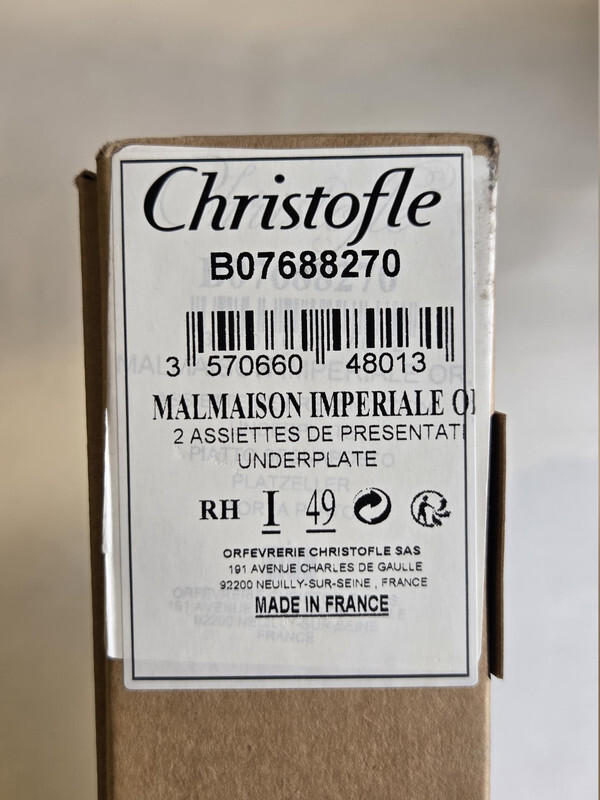 Christofle
B07688270
3 570660 48013
MALMAISON IMPERIALE O
2 ASSIETTES DE PRESENTATI
UNDERPLATE
RH I 49
ORFEVRERIE CHRISTOFLE SAS
191 AVENUE CHARLES DE GAULLE
92200 NEUILLY-SUR-SEINE , FRANCE
MADE IN FRANCE